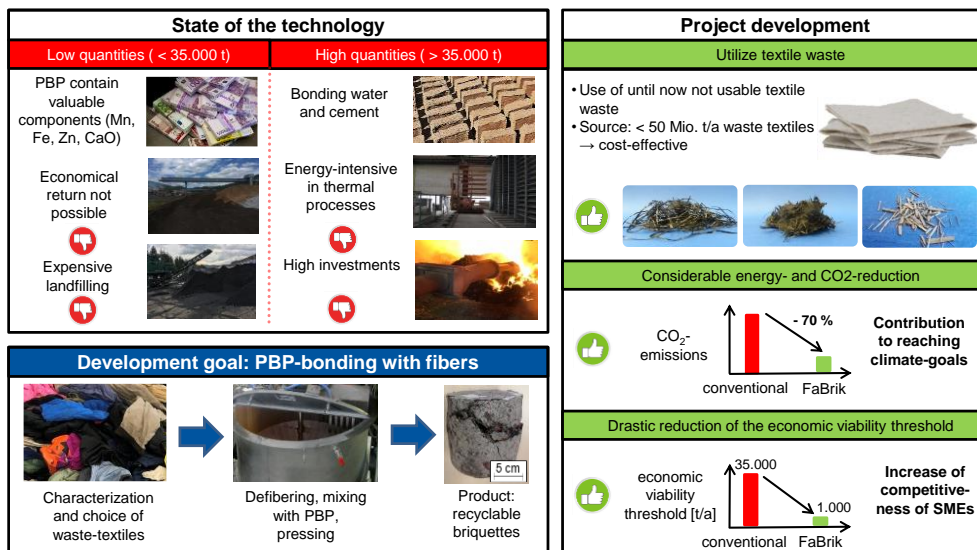 State of the technology
Low quantities ( < 35.000 t)
PBP contain
valuable
components (Mn,
Fe, Zn, CaO)
Economical
return not
possible
Expensive
landfilling
High quantities ( > 35.000 t)
Bonding water
and cement
Energy-intensive
in thermal
processes
High investments
Development goal: PBP-bonding with fibers
Characterization
and choice of
waste-textiles
Defibering, mixing
with PBP,
pressing
5 cm
Product:
recyclable
briquettes
Project development
Utilize textile waste
• Use of until now not usable textile
waste
• Source: < 50 Mio. t/a waste textiles
→ cost-effective
Considerable energy- and CO2-reduction
CO₂-
emissions
- 70 %
conventional FaBrik
Contribution
to reaching
climate-goals
Drastic reduction of the economic viability threshold
economic
viability
threshold [t/a]
35.000
1.000
conventional FaBrik
Increase of
competitive-
ness of SMEs